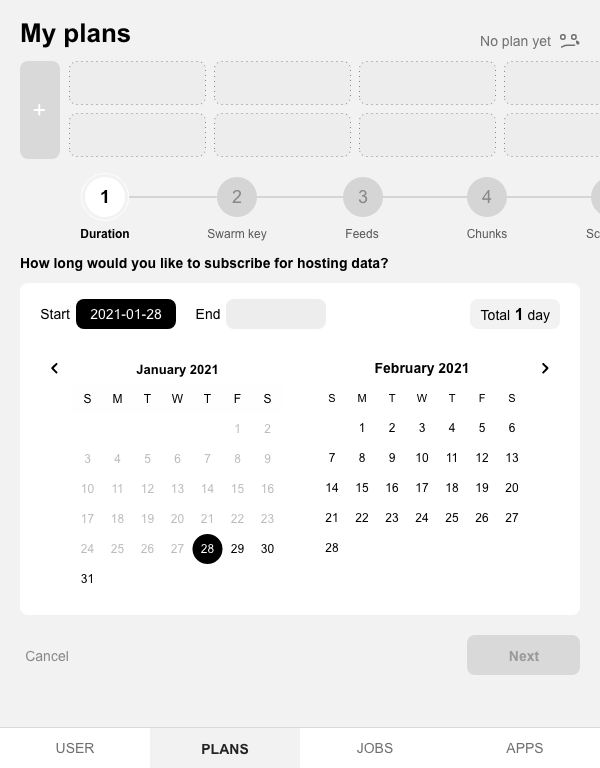 My plans
No plan yet
+
1 2 3 4
Duration Swarm key Feeds Chunks Sc
How long would you like to subscribe for hosting data?
Start 2021-01-28 End Total 1 day
January 2021
S M T W T F S
1 2
3 4 5 6 7 8 9
10 11 12 13 14 15 16
17 18 19 20 21 22 23
24 25 26 27 28 29 30
31
February 2021
S M T W T F S
1 2 3 4 5 6
7 8 9 10 11 12 13
14 15 16 17 18 19 20
21 22 23 24 25 26 27
28
Cancel Next
USER PLANS JOBS APPS